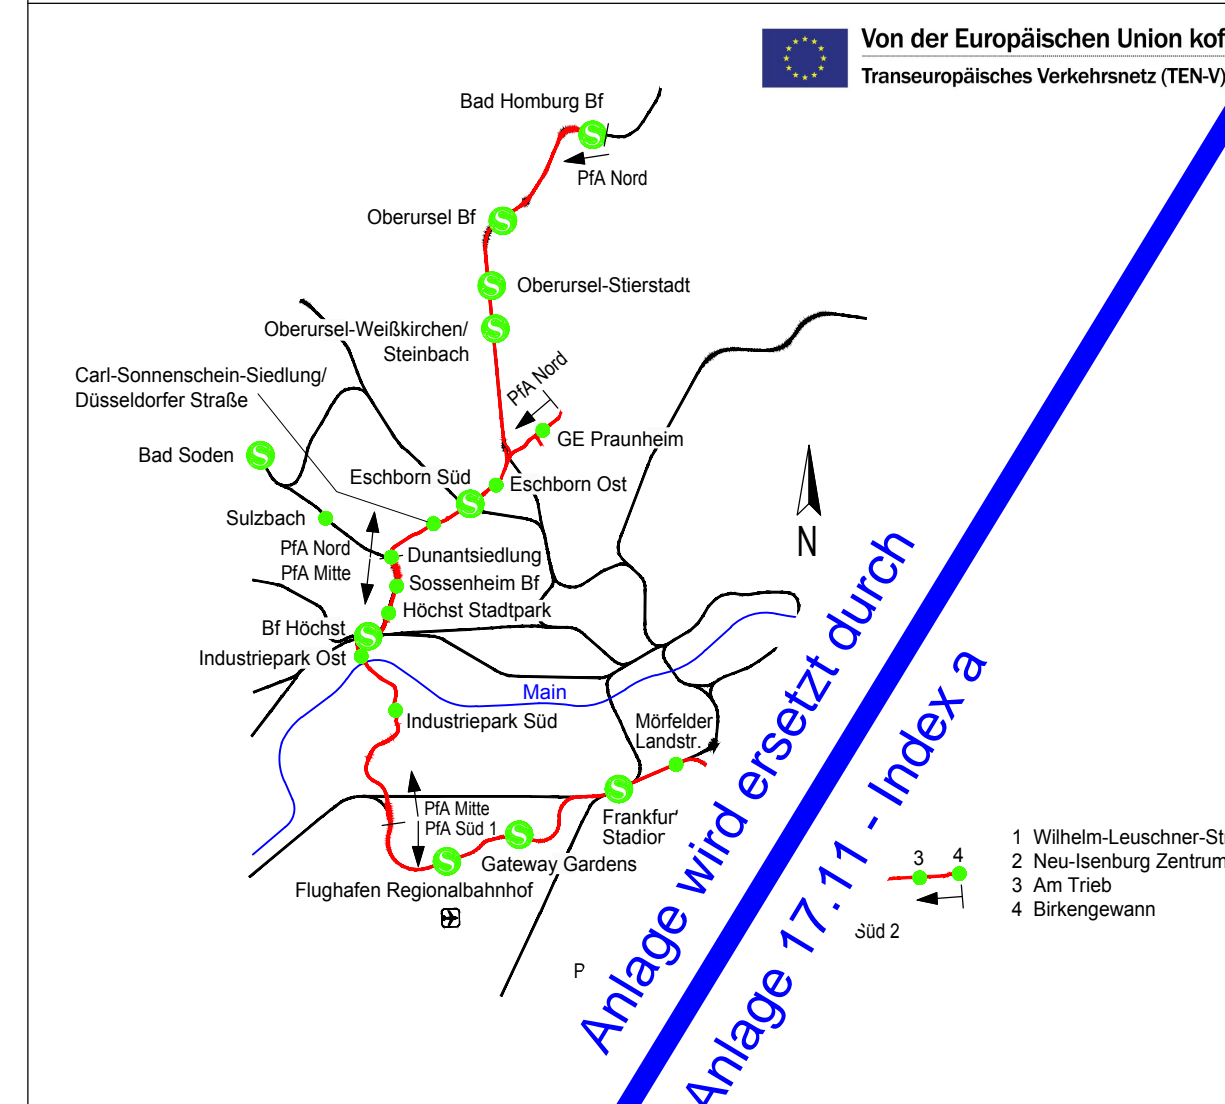 Von der Europäischen Union kof
Transeuropäisches Verkehrsnetz (TEN-V)
Bad Homburg Bf
PfA Nord
Oberursel Bf
Oberursel-Stierstadt
Oberursel-Weißkirchen/
Steinbach
Carl-Sonnenschein-Siedlung/
Düsseldorfer Straße
PfA Nord
GE Praunheim
Bad Soden
Eschborn Süd
Eschborn Ost
Sulzbach
PfA Nord
PfA Mitte
Dunantsiedlung
Sossenheim Bf
Höchst Stadtpark
Bf Höchst
Industriepark Ost
Main
Industriepark Süd
Mörfelder
Landstr.
N
PfA Mitte
PfA Süd 1
Frankfur
Stadior
Gateway Gardens
Flughafen Regionalbahnhof
Anlage wird ersetzt durch
Anlage 17.11 - Index a
3 4
Süd 2
P
1 Wilhelm-Leuschner-Str
2 Neu-Isenburg Zentrum
3 Am Trieb
4 Birkengewann